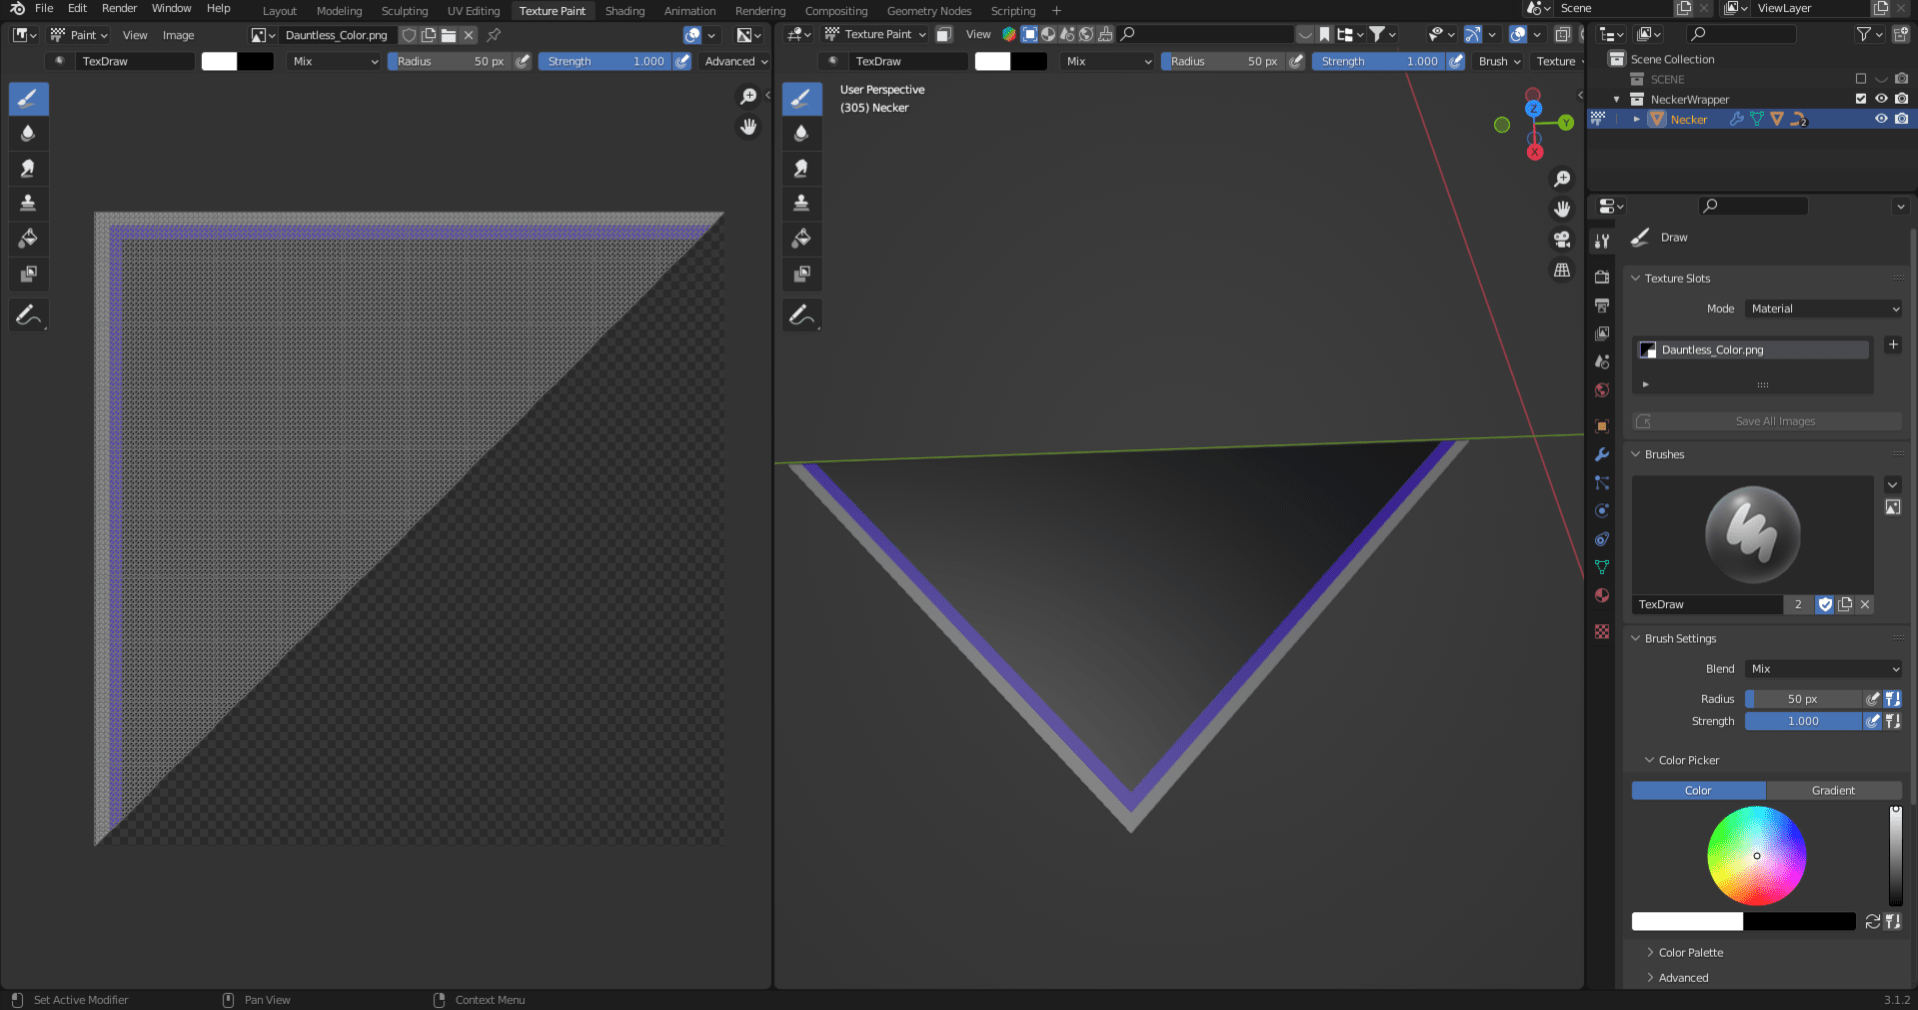 File Edit Render Window Help Layout Modeling Sculpting UV Editing Texture Paint Shading Animation Rendering Compositing Geometry Nodes Scripting + Scene ViewLayer
Paint View Image Dauntless_Color.png Texture Paint View
TexDraw Mix Radius 50 px Strength 1.000 Advanced TexDraw Mix Radius 50 px Strength 1.000 Brush Texture
Scene Collection
SCENE
NeckerWrapper
Necker 2
User Perspective
(305) Necker
Z
Y
X
Draw
Texture Slots
Mode Material
Dauntless_Color.png
Save All Images
Brushes
TexDraw 2
Brush Settings
Blend Mix
Radius 50 px
Strength 1.000
Color Picker
Color Gradient
Color Palette
Advanced
Set Active Modifier Pan View Context Menu 3.1.2